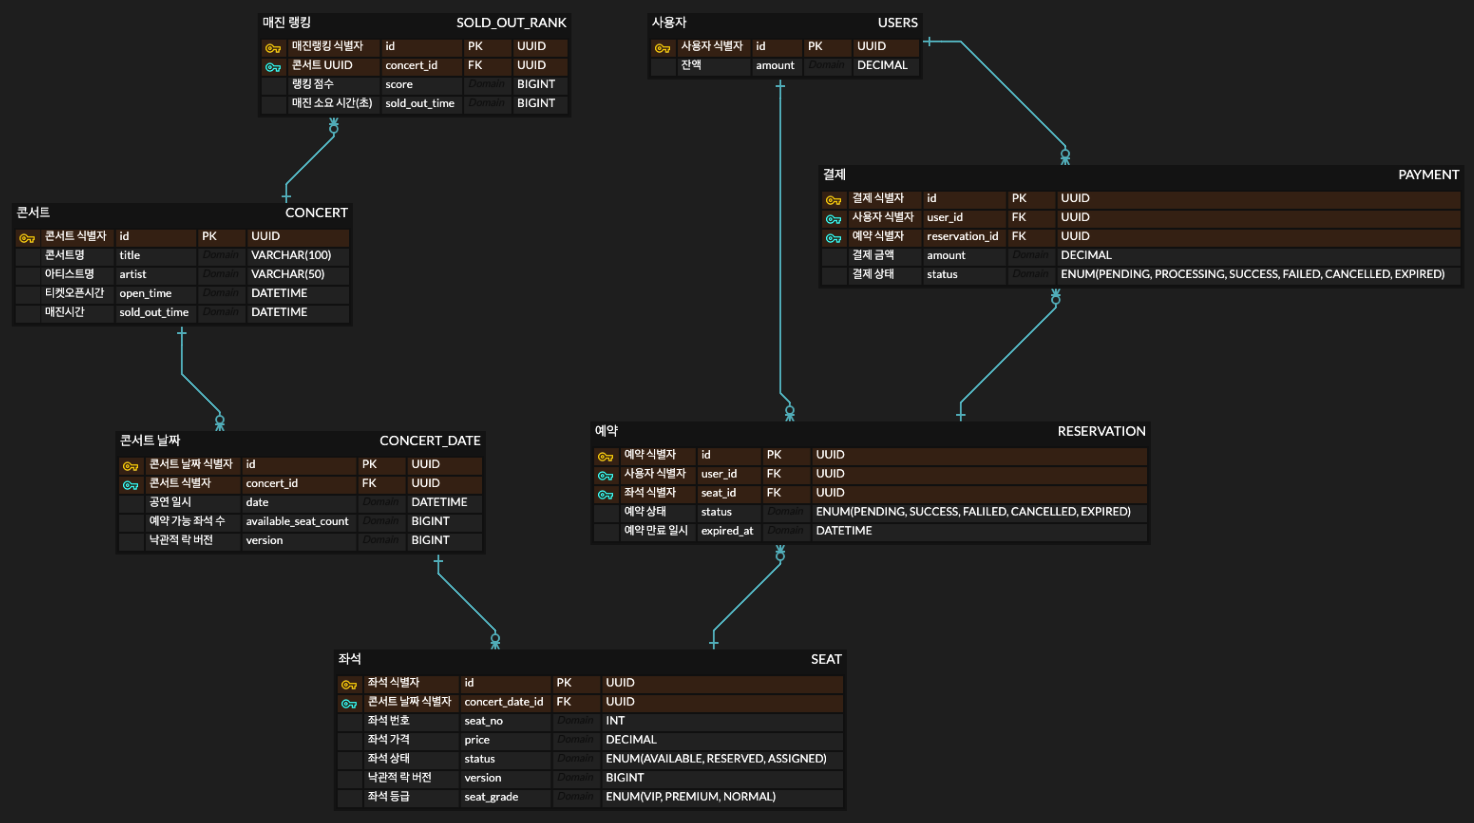 매진 랭킹 SOLD_OUT_RANK
매진랭킹 식별자 id PK UUID
콘서트 UUID concert_id FK UUID
랭킹 점수 score Domain BIGINT
매진 소요 시간(초) sold_out_time Domain BIGINT
사용자 USERS
사용자 식별자 id PK UUID
잔액 amount Domain DECIMAL
결제 PAYMENT
결제 식별자 id PK UUID
사용자 식별자 user_id FK UUID
예약 식별자 reservation_id FK UUID
결제 금액 amount Domain DECIMAL
결제 상태 status Domain ENUM(PENDING, PROCESSING, SUCCESS, FAILED, CANCELLED, EXPIRED)
콘서트 CONCERT
콘서트 식별자 id PK UUID
콘서트명 title Domain VARCHAR(100)
아티스트명 artist Domain VARCHAR(50)
티켓오픈시간 open_time Domain DATETIME
매진시간 sold_out_time Domain DATETIME
콘서트 날짜 CONCERT_DATE
콘서트 날짜 식별자 id PK UUID
콘서트 식별자 concert_id FK UUID
공연 일시 date Domain DATETIME
예약 가능 좌석 수 available_seat_count Domain BIGINT
낙관적 락 버전 version Domain BIGINT
예약 RESERVATION
예약 식별자 id PK UUID
사용자 식별자 user_id FK UUID
좌석 식별자 seat_id FK UUID
예약 상태 status Domain ENUM(PENDING, SUCCESS, FALILED, CANCELLED, EXPIRED)
예약 만료 일시 expired_at Domain DATETIME
좌석 SEAT
좌석 식별자 id PK UUID
콘서트 날짜 식별자 concert_date_id FK UUID
좌석 번호 seat_no Domain INT
좌석 가격 price Domain DECIMAL
좌석 상태 status Domain ENUM(AVAILABLE, RESERVED, ASSIGNED)
낙관적 락 버전 version Domain BIGINT
좌석 등급 seat_grade Domain ENUM(VIP, PREMIUM, NORMAL)